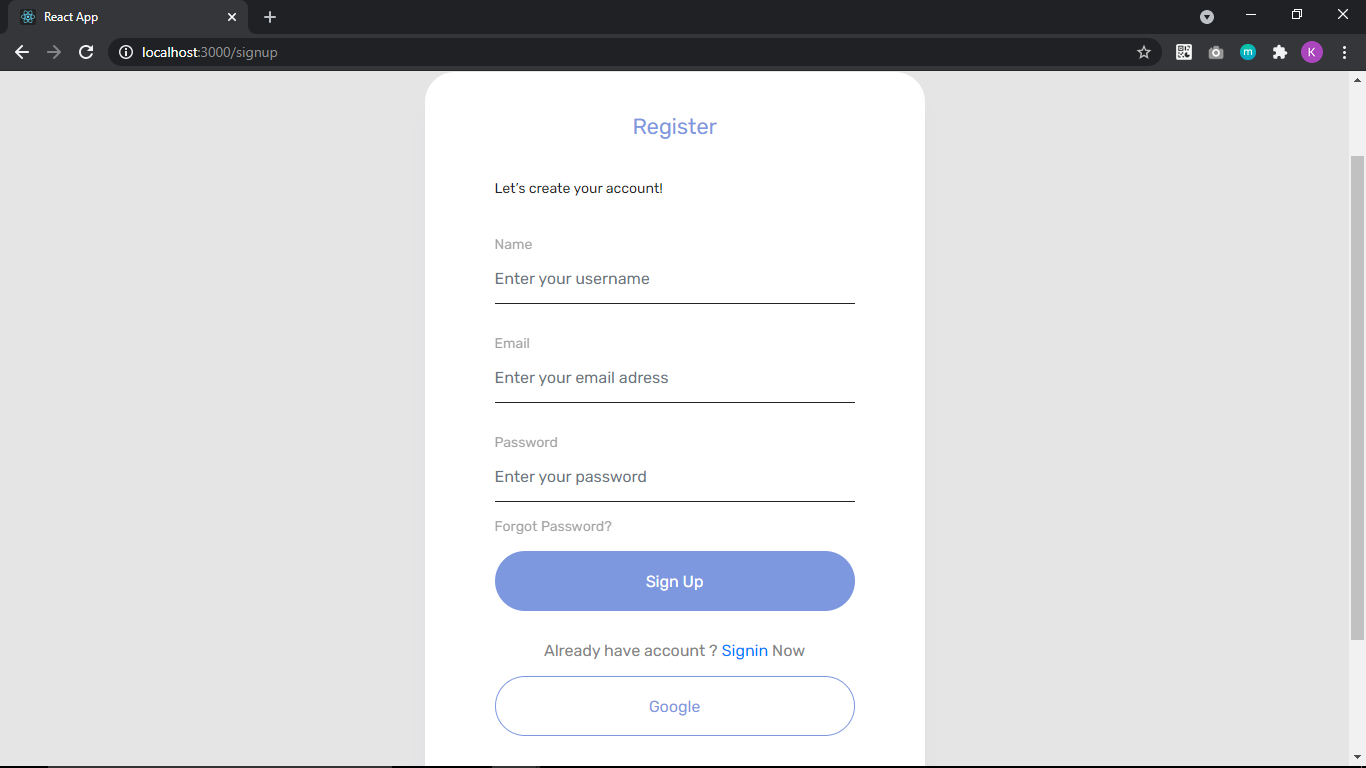 React App
localhost:3000/signup
m
K
Register
Let's create your account!
Name
Enter your username
Email
Enter your email adress
Password
Enter your password
Forgot Password?
Sign Up
Already have account ? Signin Now
Google